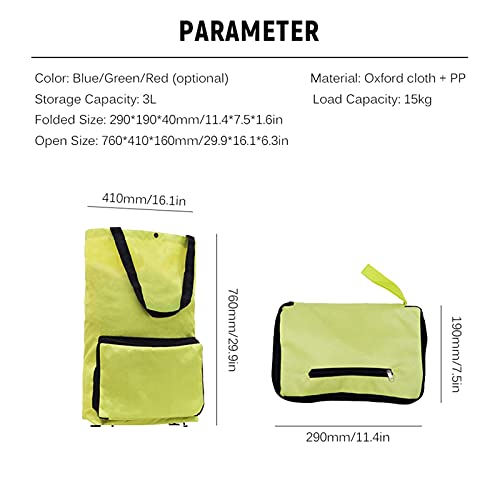 PARAMETER
Color: Blue/Green/Red (optional)
Material: Oxford cloth + PP
Storage Capacity: 3L
Load Capacity: 15kg
Folded Size: 290*190*40mm/11.4*7.5*1.6in
Open Size: 760*410*160mm/29.9*16.1*6.3in
410mm/16.1in
760mm/29.9in
190mm/7.5in
290mm/11.4in